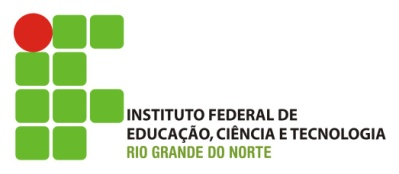 INSTITUTO FEDERAL DE
EDUCAÇÃO, CIÊNCIA E TECNOLOGIA
RIO GRANDE DO NORTE